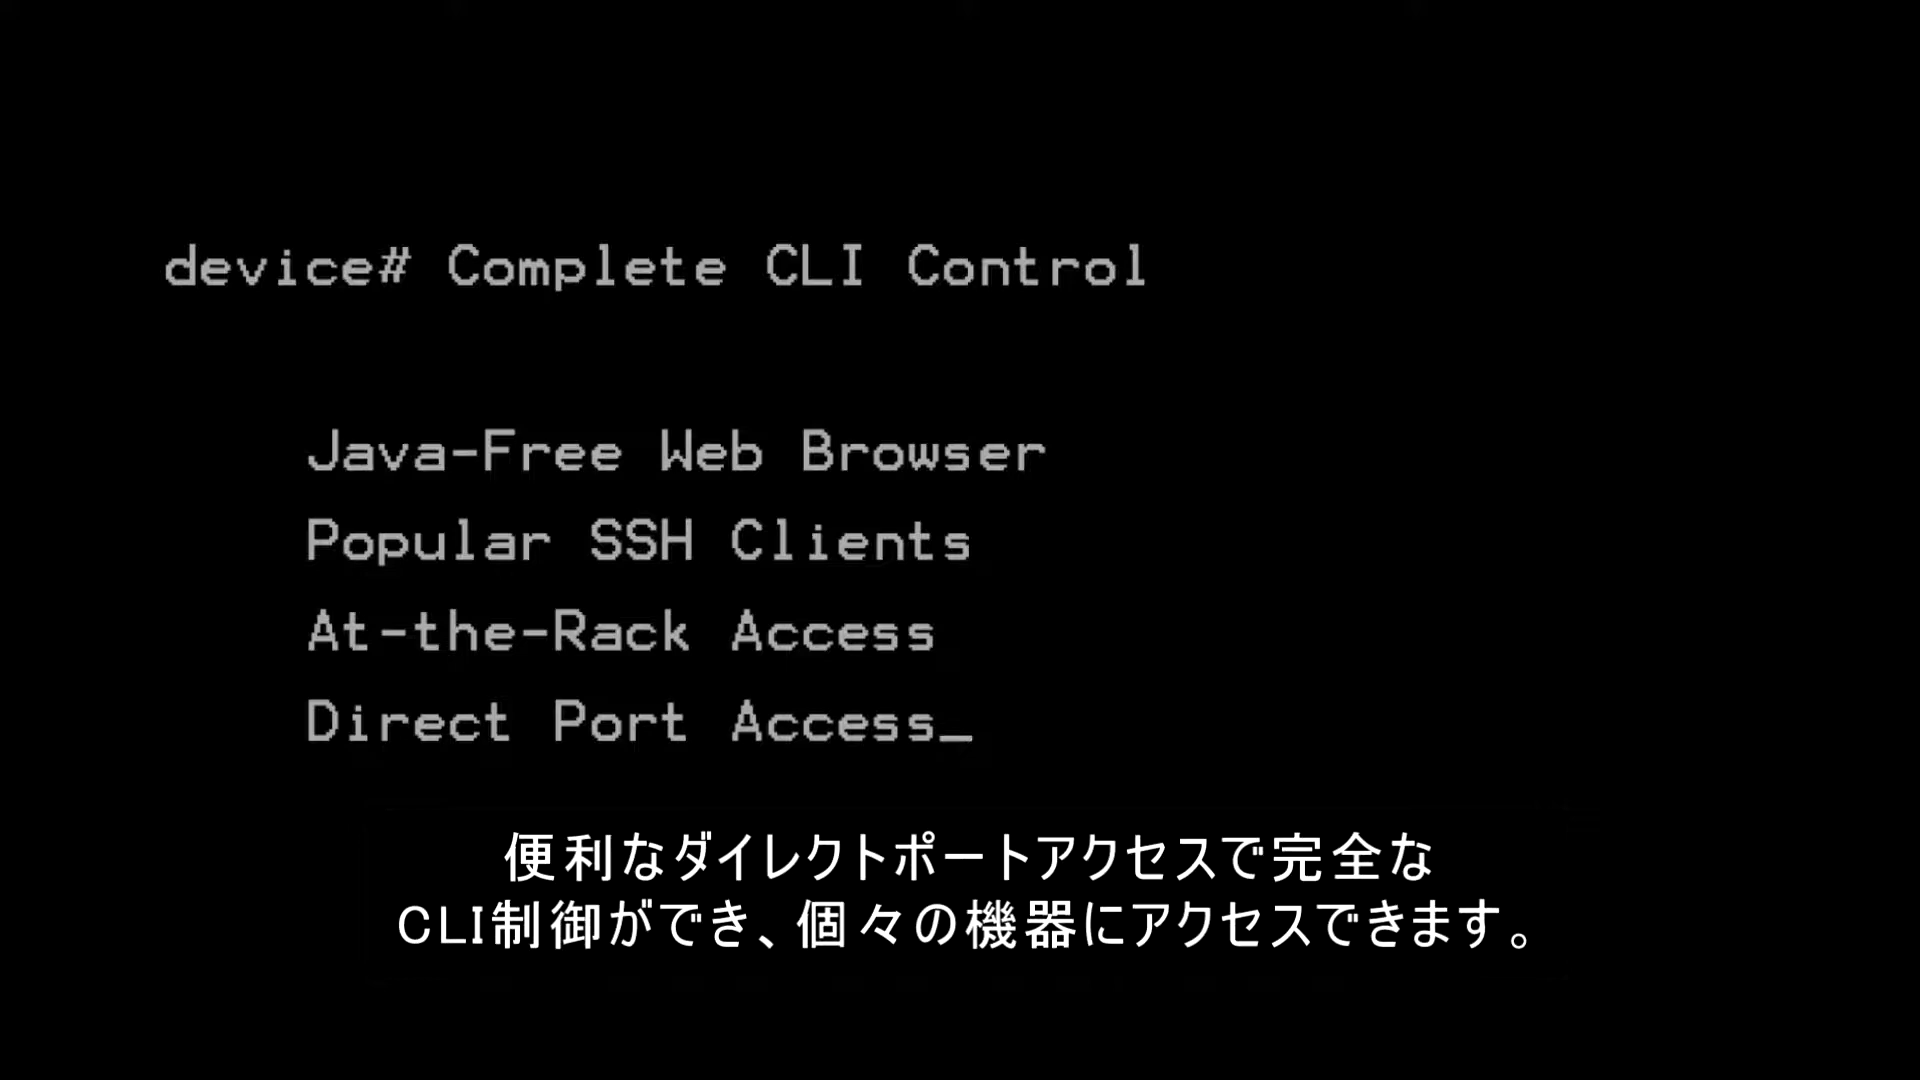 device# Complete CLI Control
Java-Free Web Browser
Popular SSH Clients
At-the-Rack Access
Direct Port Access_
便利なダイレクトポートアクセスで完全な
CLI制御ができ、個々の機器にアクセスできます。